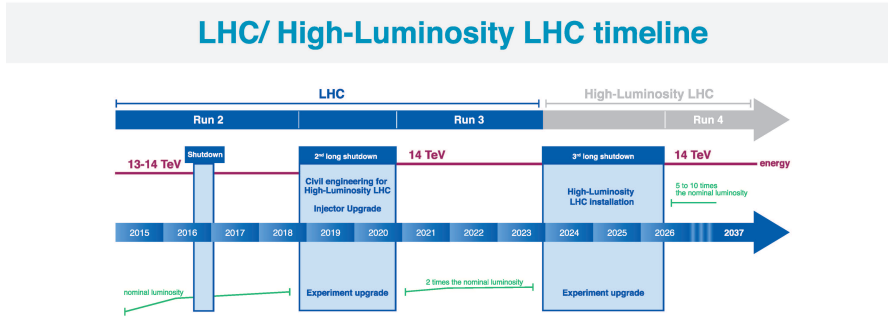 LHC/ High-Luminosity LHC timeline
LHC
High-Luminosity LHC
Run 2
Run 3
Run 4
Shutdown
2nd long shutdown
3rd long shutdown
13-14 TeV
14 TeV
14 TeV
energy
Civil engineering for
High-Luminosity LHC
Injector Upgrade
High-Luminosity
LHC Installation
5 to 10 times
the nominal luminosity
2015 2016 2017 2018 2019 2020 2021 2022 2023 2024 2025 2026 2037
nominal luminosity
Experiment upgrade
2 times the nominal luminosity
Experiment upgrade